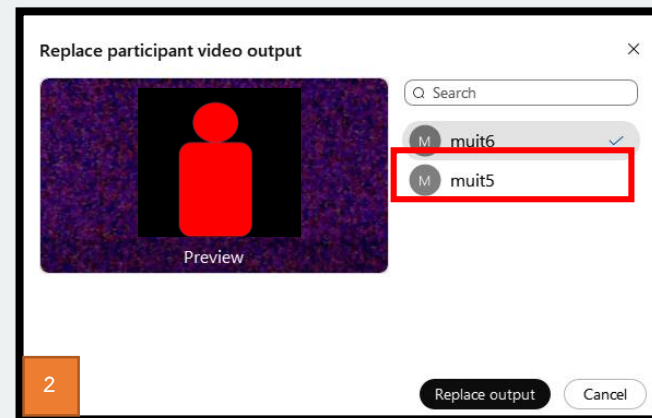 Replace participant video output
Search
M muit6
M muit5
Preview
2
Replace output
Cancel